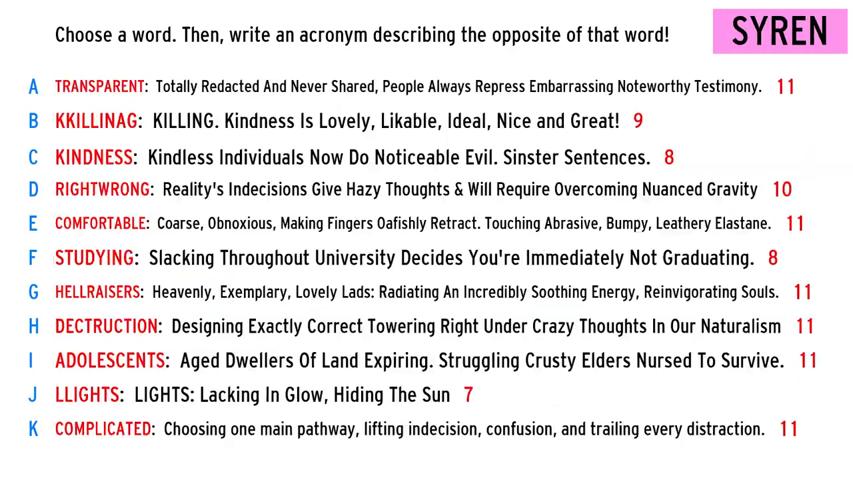 Choose a word. Then, write an acronym describing the opposite of that word!
SYREN
A TRANSPARENT: Totally Redacted And Never Shared, People Always Repress Embarrassing Noteworthy Testimony. 11
B KKILLINAG: KILLING. Kindness Is Lovely, Likable, Ideal, Nice and Great! 9
C KINDNESS: Kindless Individuals Now Do Noticeable Evil. Sinster Sentences. 8
D RIGHTWRONG: Reality's Indecisions Give Hazy Thoughts & Will Require Overcoming Nuanced Gravity 10
E COMFORTABLE: Coarse, Obnoxious, Making Fingers Oafishly Retract. Touching Abrasive, Bumpy, Leathery Elastane. 11
F STUDYING: Slacking Throughout University Decides You're Immediately Not Graduating. 8
G HELLRAISERS: Heavenly, Exemplary, Lovely Lads: Radiating An Incredibly Soothing Energy, Reinvigorating Souls. 11
H DECTRUCTION: Designing Exactly Correct Towering Right Under Crazy Thoughts In Our Naturalism 11
I ADOLESCENTS: Aged Dwellers Of Land Expiring. Struggling Crusty Elders Nursed To Survive. 11
J LLIGHTS: LIGHTS: Lacking In Glow, Hiding The Sun 7
K COMPLICATED: Choosing one main pathway, lifting indecision, confusion, and trailing every distraction. 11